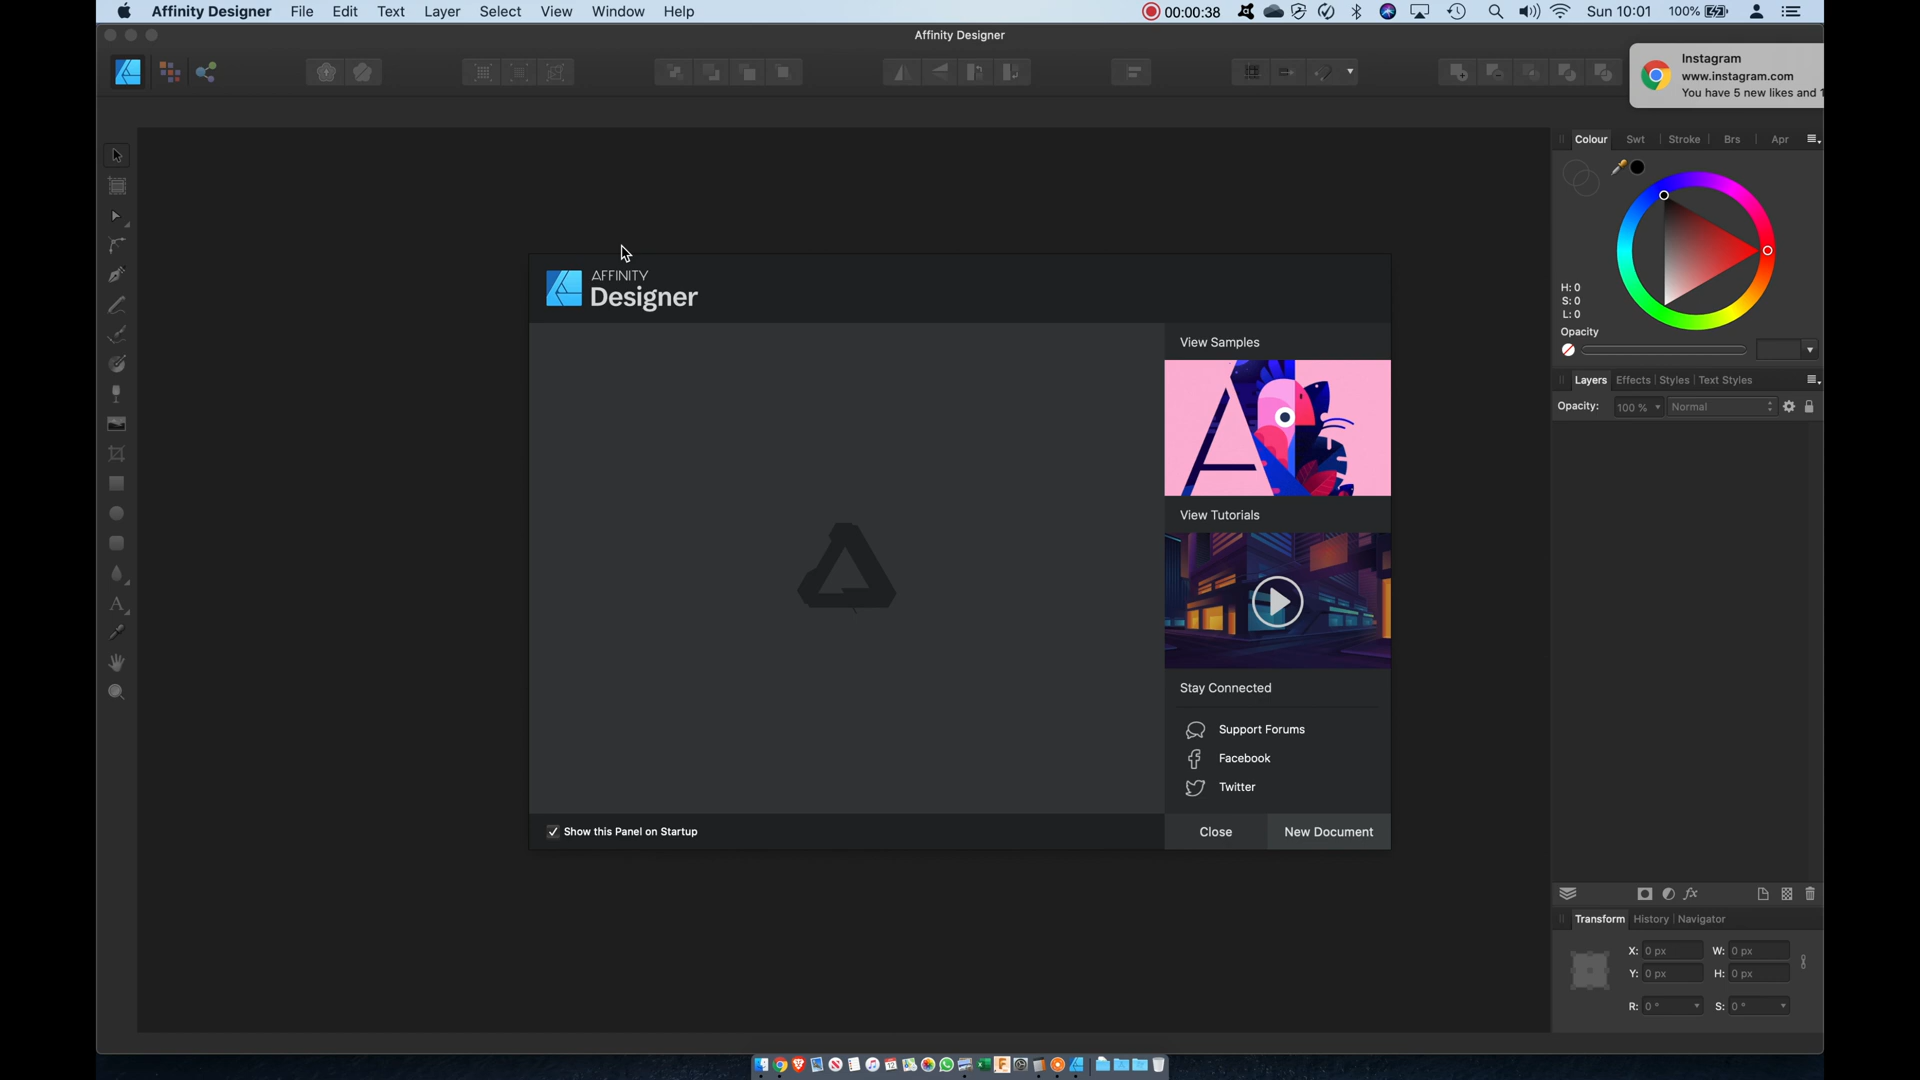 Affinity Designer File Edit Text Layer Select View Window Help 00:00:38 Sun 10:01 100%
Affinity Designer
Instagram
www.instagram.com
You have 5 new likes and 1
Colour Swt Stroke Brs Apr
H: 0
S: 0
L: 0
Opacity
Layers Effects Styles Text Styles
Opacity: 100 % Normal
AFFINITY
Designer
View Samples
View Tutorials
Stay Connected
Support Forums
Facebook
Twitter
Show this Panel on Startup Close New Document
Transform History Navigator
X: 0 px W: 0 px
Y: 0 px H: 0 px
R: 0 ° S: 0 °